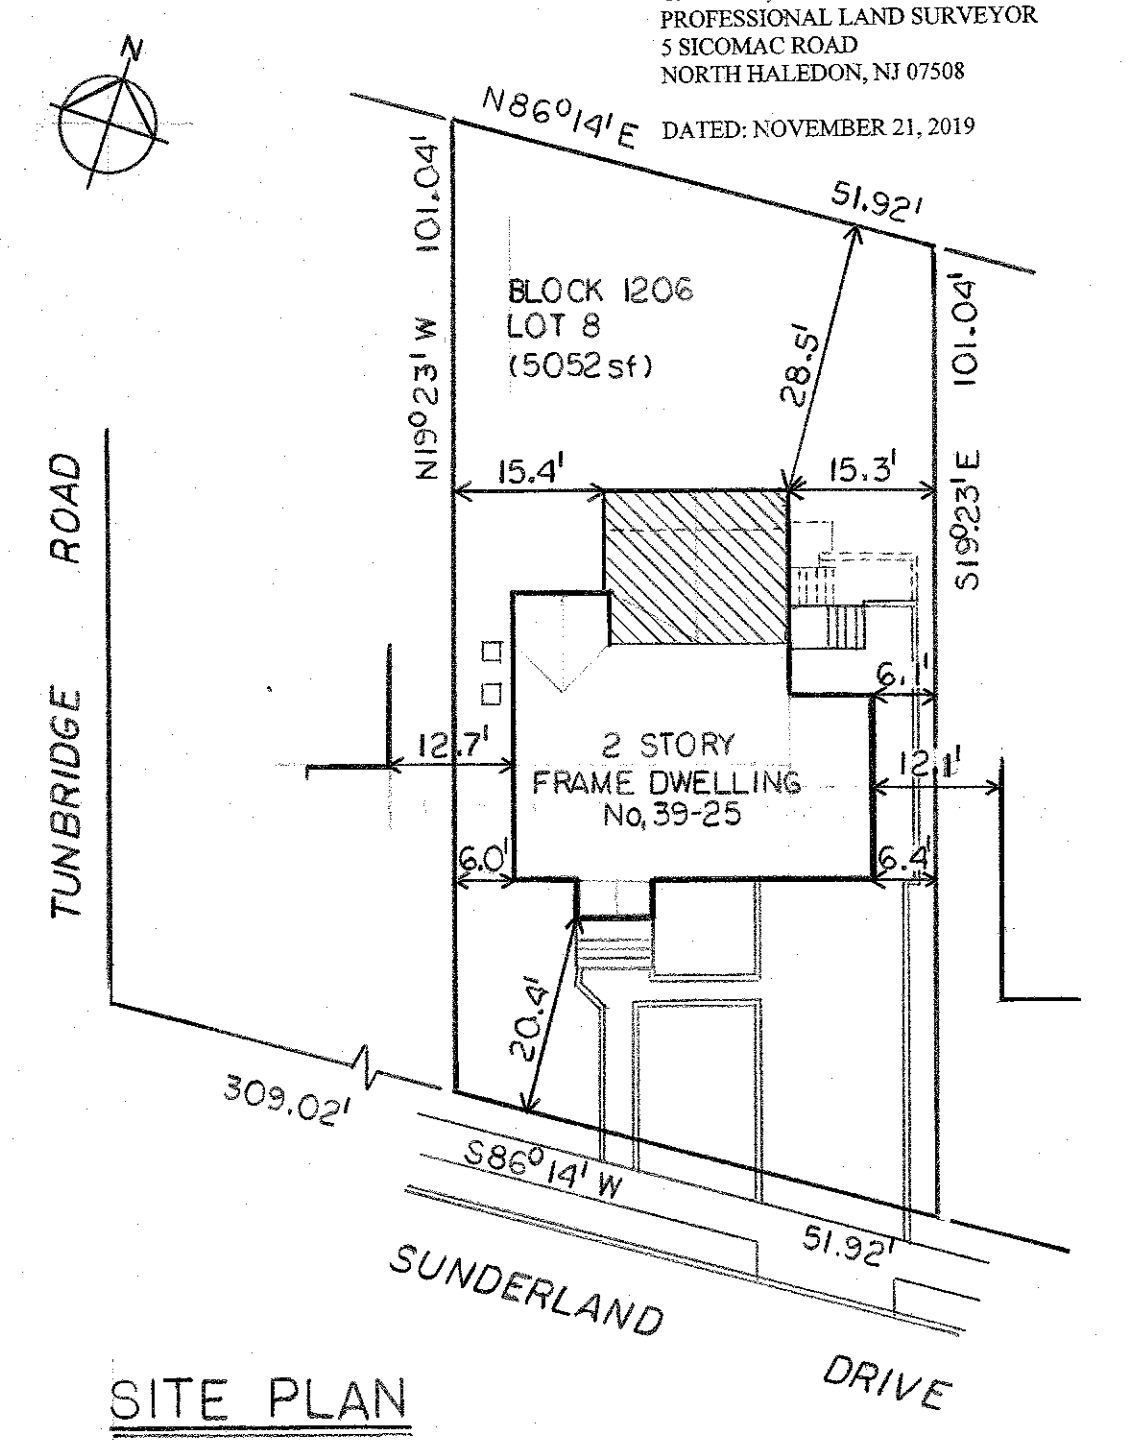 PROFESSIONAL LAND SURVEYOR
5 SICOMAC ROAD
NORTH HALEDON, NJ 07508
DATED: NOVEMBER 21, 2019
N
N86°14' E
51.92'
N19°23' W 101.04'
BLOCK 1206
LOT 8
(5052 sf)
28.5'
S19°23' E 101.04'
15.4'
15.3'
TUNBRIDGE ROAD
6.1'
12.7'
2 STORY
FRAME DWELLING
No. 39-25
12.1'
6.0'
6.4'
20.4'
309.02'
S86°14' W
51.92'
SUNDERLAND DRIVE
SITE PLAN